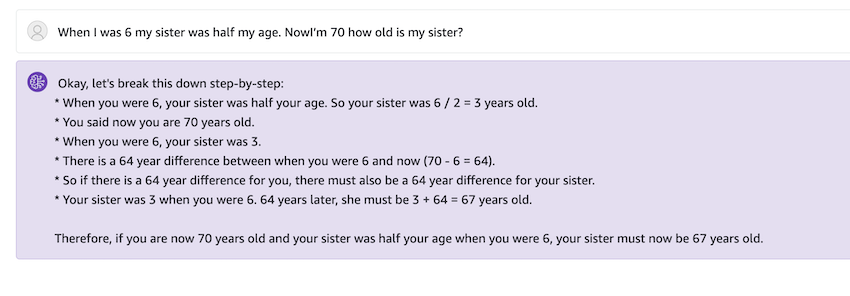 When I was 6 my sister was half my age. NowI'm 70 how old is my sister?
Okay, let's break this down step-by-step:
* When you were 6, your sister was half your age. So your sister was 6 / 2 = 3 years old.
* You said now you are 70 years old.
* When you were 6, your sister was 3.
* There is a 64 year difference between when you were 6 and now (70 - 6 = 64).
* So if there is a 64 year difference for you, there must also be a 64 year difference for your sister.
* Your sister was 3 when you were 6. 64 years later, she must be 3 + 64 = 67 years old.
Therefore, if you are now 70 years old and your sister was half your age when you were 6, your sister must now be 67 years old.